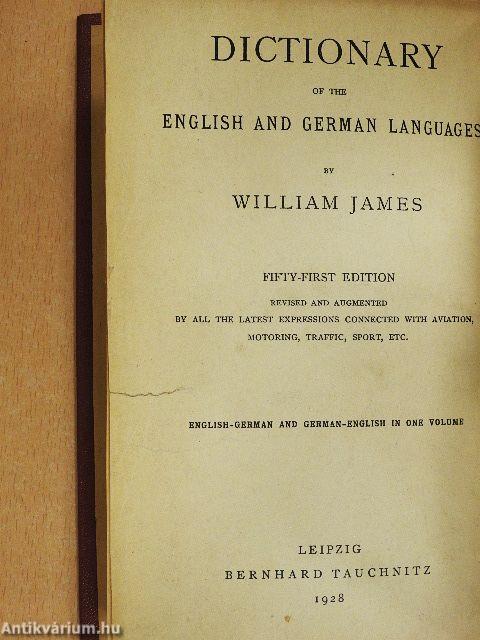 DICTIONARY
OF THE
ENGLISH AND GERMAN LANGUAGES
BY
WILLIAM JAMES
FIFTY-FIRST EDITION
REVISED AND AUGMENTED
BY ALL THE LATEST EXPRESSIONS CONNECTED WITH AVIATION,
MOTORING, TRAFFIC, SPORT, ETC.
ENGLISH-GERMAN AND GERMAN-ENGLISH IN ONE VOLUME
LEIPZIG
BERNHARD TAUCHNITZ
1928
Antikvárium.hu